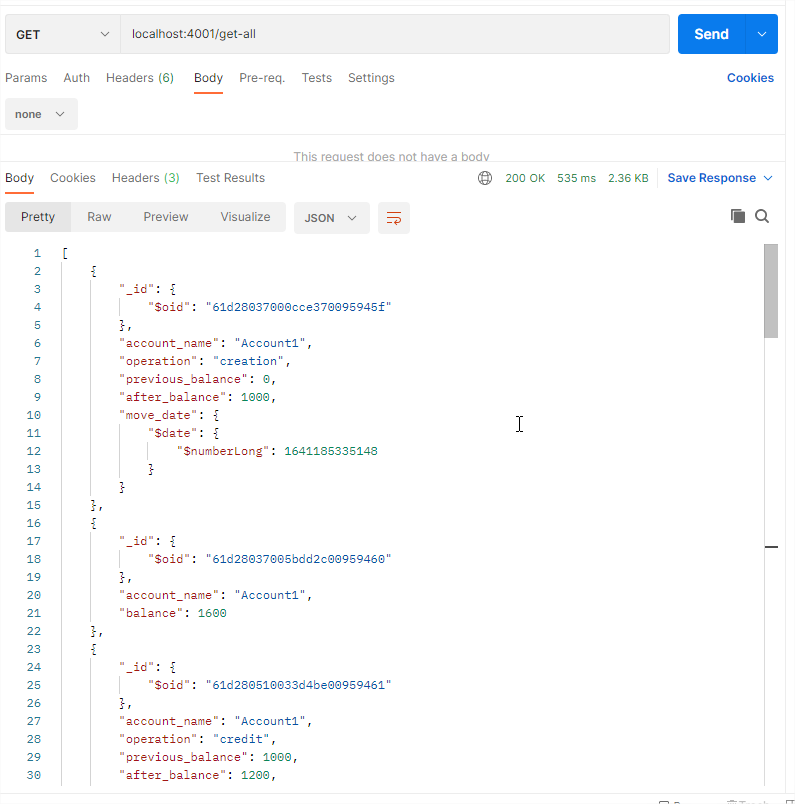 GET localhost:4001/get-all Send
Params Auth Headers (6) Body Pre-req. Tests Settings Cookies
none
This request does not have a body
Body Cookies Headers (3) Test Results 200 OK 535 ms 2.36 KB Save Response
Pretty Raw Preview Visualize JSON
1 [
2 {
3 "_id": {
4 "$oid": "61d28037000cce370095945f"
5 },
6 "account_name": "Account1",
7 "operation": "creation",
8 "previous_balance": 0,
9 "after_balance": 1000,
10 "move_date": {
11 "$date": {
12 "$numberLong": 1641185335148
13 }
14 }
15 },
16 {
17 "_id": {
18 "$oid": "61d28037005bdd2c00959460"
19 },
20 "account_name": "Account1",
21 "balance": 1600
22 },
23 {
24 "_id": {
25 "$oid": "61d280510033d4be00959461"
26 },
27 "account_name": "Account1",
28 "operation": "credit",
29 "previous_balance": 1000,
30 "after_balance": 1200,